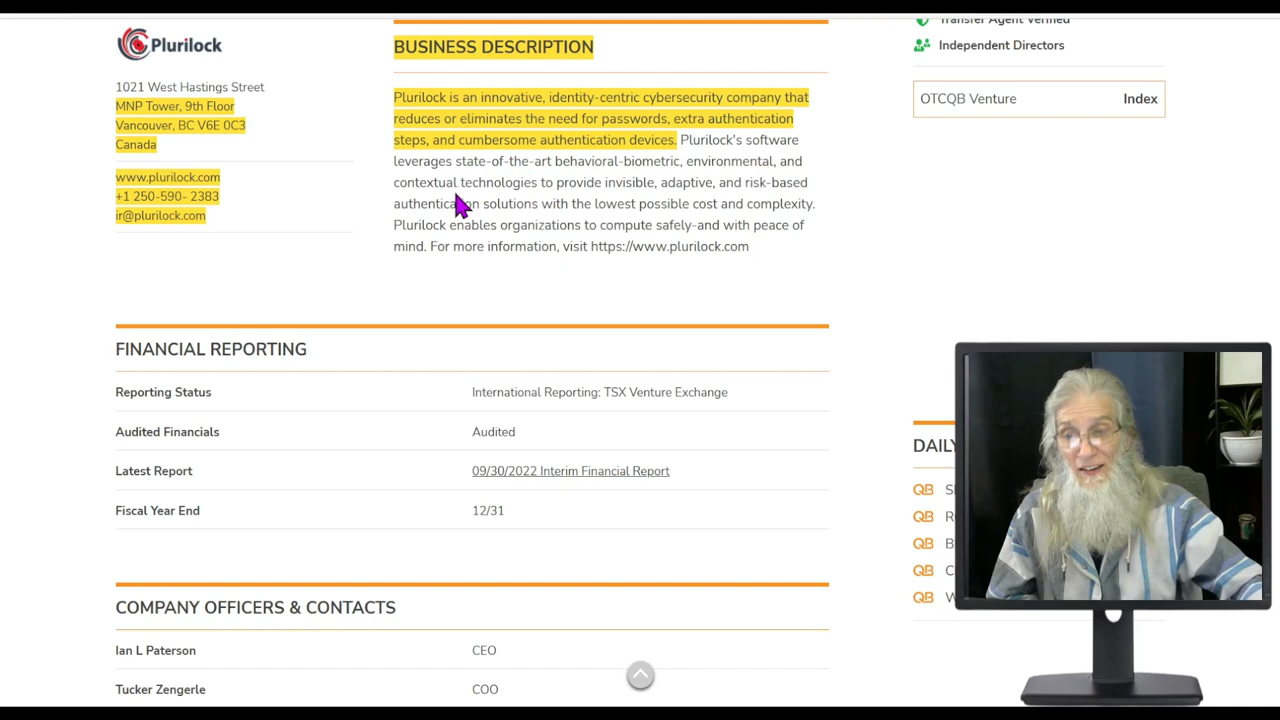 Plurilock
1021 West Hastings Street
MNP Tower, 9th Floor
Vancouver, BC V6E 0C3
Canada
www.plurilock.com
+1 250-590- 2383
ir@plurilock.com
BUSINESS DESCRIPTION
Plurilock is an innovative, identity-centric cybersecurity company that
reduces or eliminates the need for passwords, extra authentication
steps, and cumbersome authentication devices. Plurilock's software
leverages state-of-the-art behavioral-biometric, environmental, and
contextual technologies to provide invisible, adaptive, and risk-based
authentication solutions with the lowest possible cost and complexity.
Plurilock enables organizations to compute safely-and with peace of
mind. For more information, visit https://www.plurilock.com
Transfer Agent Verified
Independent Directors
OTCQB Venture Index
FINANCIAL REPORTING
Reporting Status International Reporting: TSX Venture Exchange
Audited Financials Audited
Latest Report 09/30/2022 Interim Financial Report
Fiscal Year End 12/31
COMPANY OFFICERS & CONTACTS
Ian L Paterson CEO
Tucker Zengerle COO
DAILY
QB
QB
QB B
QB
QB